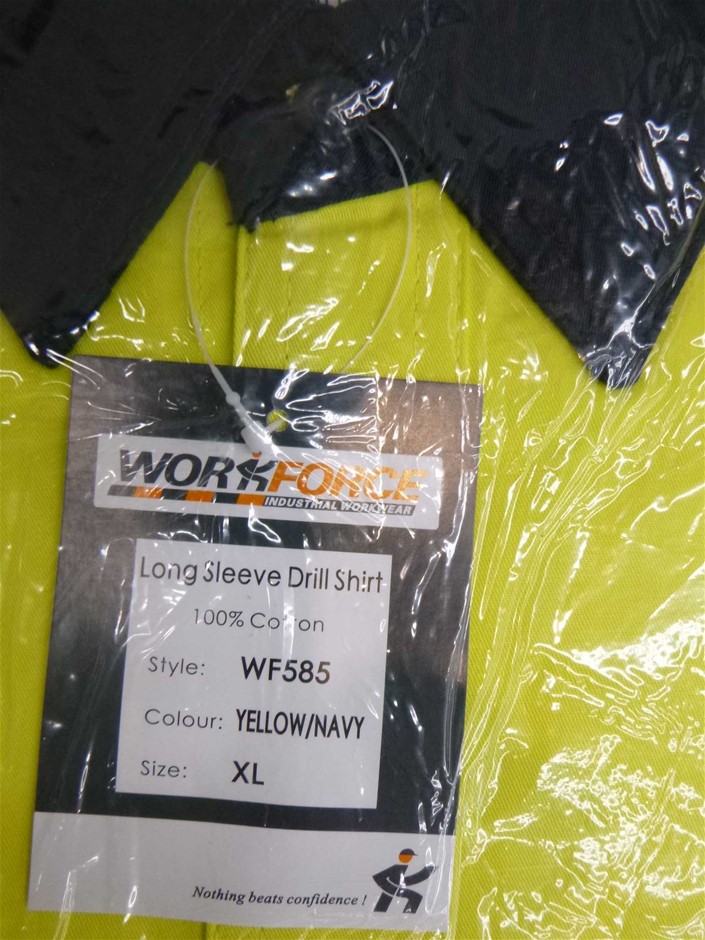 WORKFORCE
INDUSTRIAL WORKWEAR
Long Sleeve Drill Shirt
100% Cotton
Style: WF585
Colour: YELLOW/NAVY
Size: XL
Nothing beats confidence !